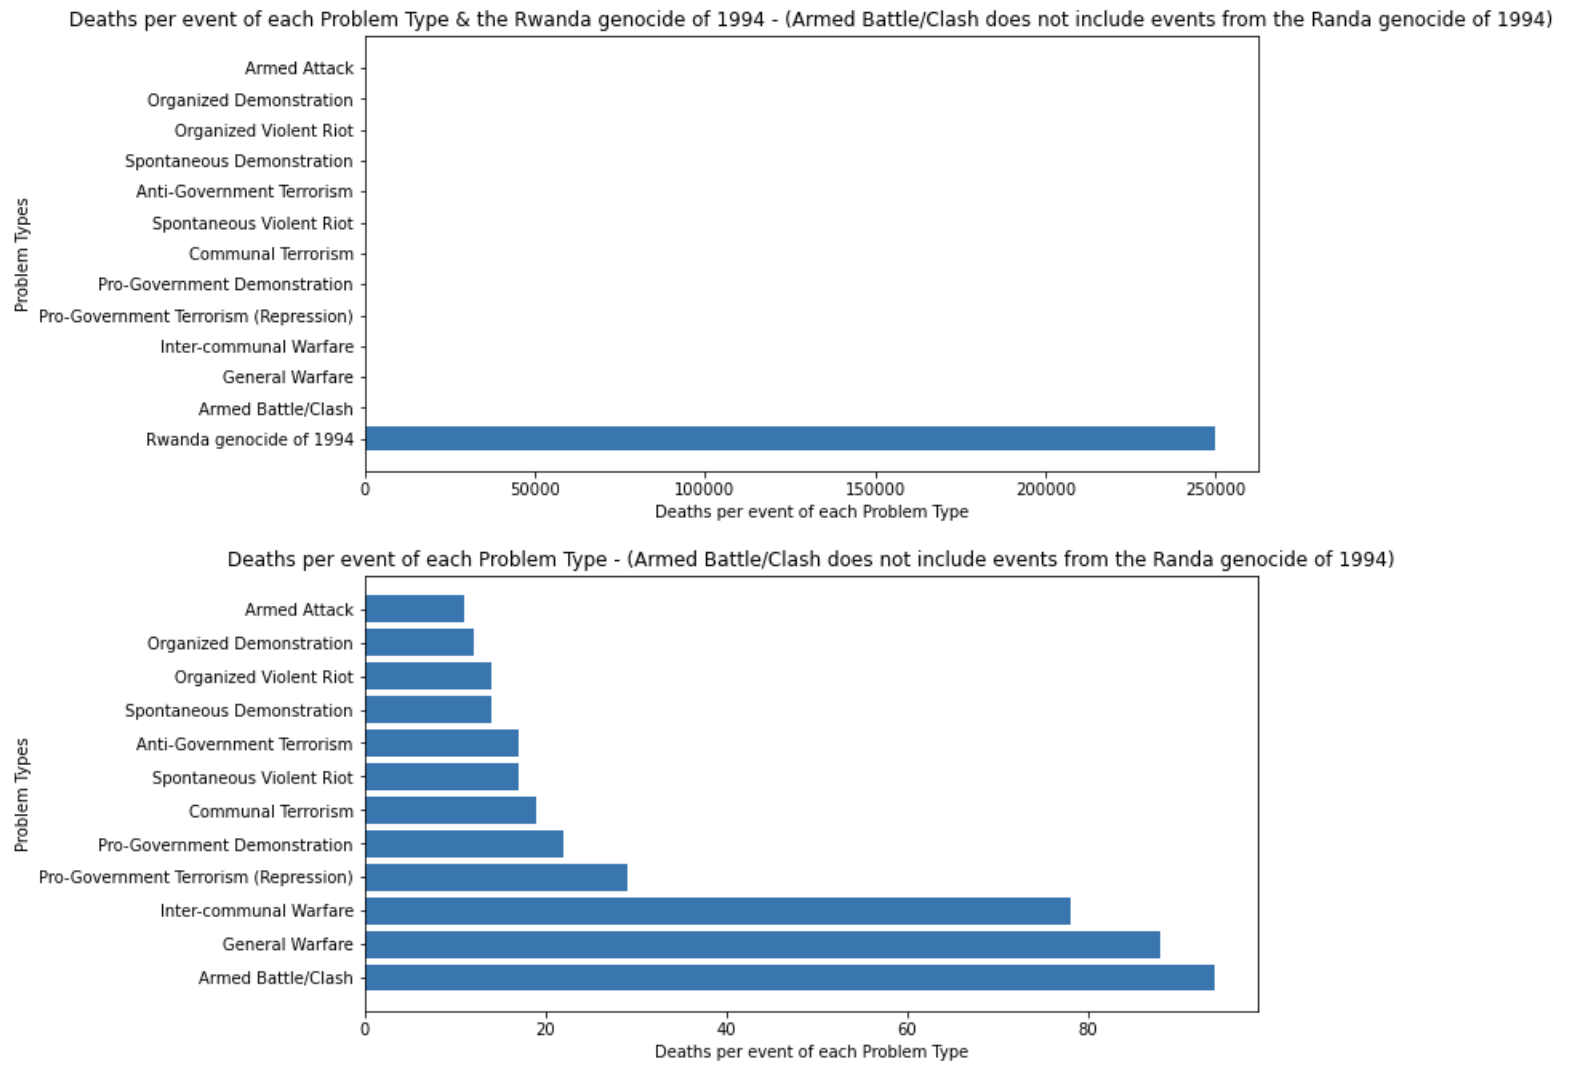 Deaths per event of each Problem Type & the Rwanda genocide of 1994 - (Armed Battle/Clash does not include events from the Randa genocide of 1994)
Problem Types
Armed Attack
Organized Demonstration
Organized Violent Riot
Spontaneous Demonstration
Anti-Government Terrorism
Spontaneous Violent Riot
Communal Terrorism
Pro-Government Demonstration
Pro-Government Terrorism (Repression)
Inter-communal Warfare
General Warfare
Armed Battle/Clash
Rwanda genocide of 1994
0 50000 100000 150000 200000 250000
Deaths per event of each Problem Type
Deaths per event of each Problem Type - (Armed Battle/Clash does not include events from the Randa genocide of 1994)
Problem Types
Armed Attack
Organized Demonstration
Organized Violent Riot
Spontaneous Demonstration
Anti-Government Terrorism
Spontaneous Violent Riot
Communal Terrorism
Pro-Government Demonstration
Pro-Government Terrorism (Repression)
Inter-communal Warfare
General Warfare
Armed Battle/Clash
0 20 40 60 80
Deaths per event of each Problem Type